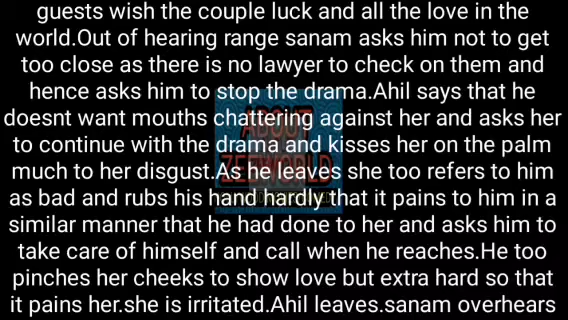 guests wish the couple luck and all the love in the
world.Out of hearing range sanam asks him not to get
too close as there is no lawyer to check on them and
hence asks him to stop the drama.Ahil says that he
doesnt want mouths chattering against her and asks her
to continue with the drama and kisses her on the palm
much to her disgust.As he leaves she too refers to him
as bad and rubs his hand hardly that it pains to him in a
similar manner that he had done to her and asks him to
take care of himself and call when he reaches.He too
pinches her cheeks to show love but extra hard so that
it pains her.she is irritated.Ahil leaves.sanam overhears
ABOUT
ZEEWORLD